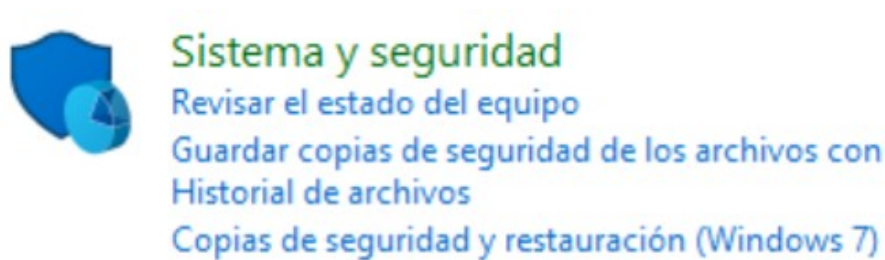 Sistema y seguridad
Revisar el estado del equipo
Guardar copias de seguridad de los archivos con
Historial de archivos
Copias de seguridad y restauración (Windows 7)